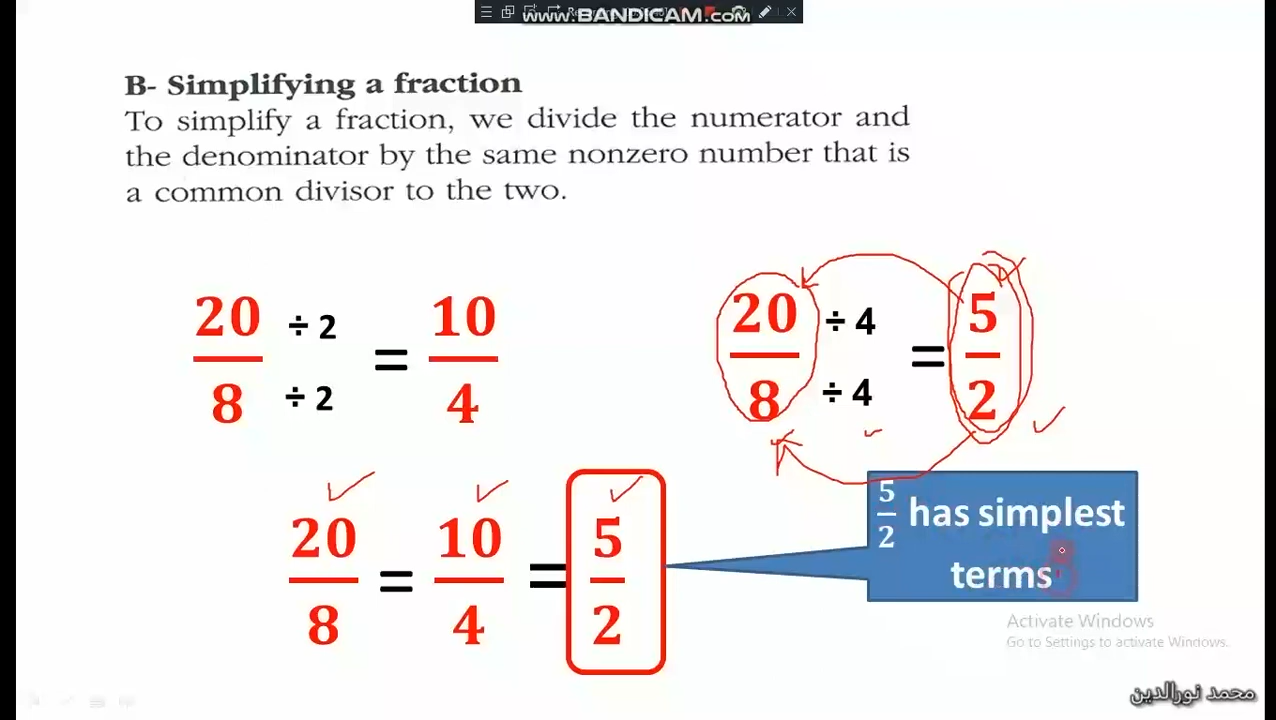 www.BANDICAM.com
B- Simplifying a fraction
To simplify a fraction, we divide the numerator and
the denominator by the same nonzero number that is
a common divisor to the two.
20/8 ÷ 2 ÷ 2 = 10/4
20/8 ÷ 4 ÷ 4 = 5/2
20/8 = 10/4 = 5/2
5/2 has simplest
terms
Activate Windows
Go to Settings to activate Windows.
محمد نورالدين